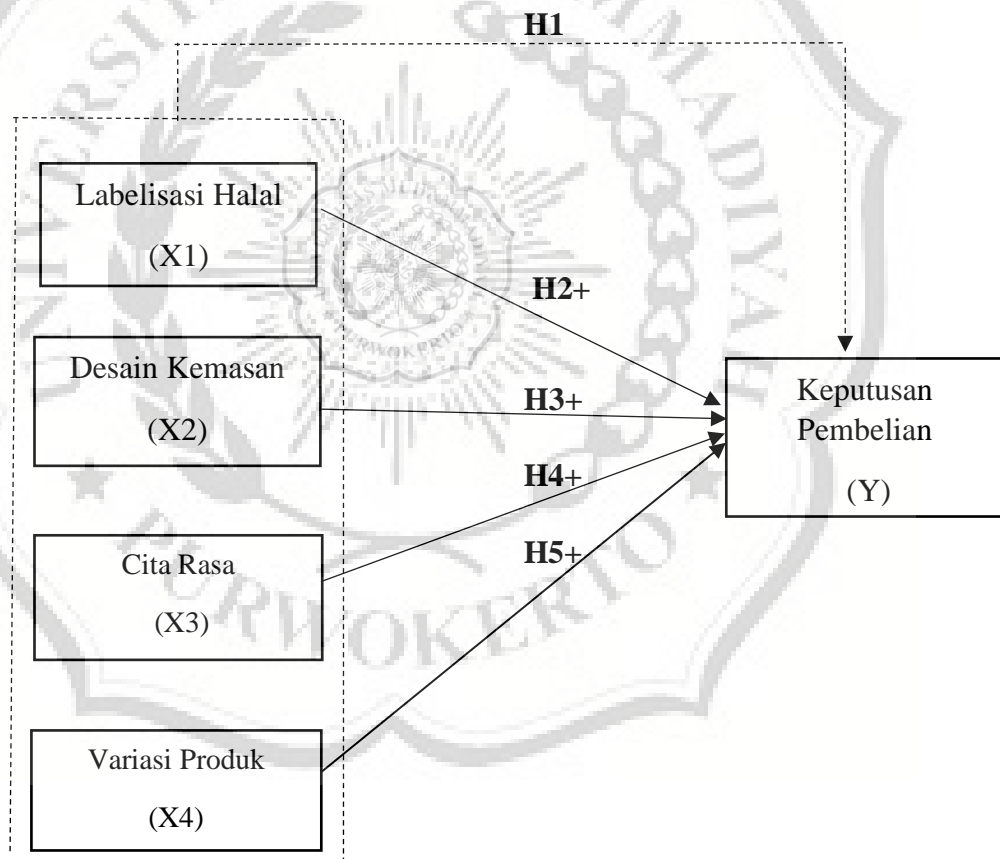 H1
Labelisasi Halal
(X1)
H2+
Desain Kemasan
(X2)
H3+
Keputusan
Pembelian
(Y)
H4+
Cita Rasa
(X3)
H5+
Variasi Produk
(X4)
PURWOKERTO